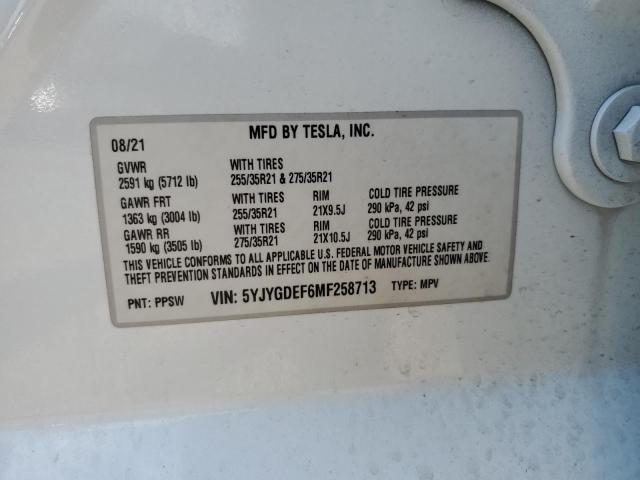 MFD BY TESLA, INC.
08/21
GVWR WITH TIRES
2591 kg (5712 lb) 255/35R21 & 275/35R21
GAWR FRT WITH TIRES RIM COLD TIRE PRESSURE
1363 kg (3004 lb) 255/35R21 21X9.5J 290 kPa, 42 psi
GAWR RR WITH TIRES RIM COLD TIRE PRESSURE
1590 kg (3505 lb) 275/35R21 21X10.5J 290 kPa, 42 psi
THIS VEHICLE CONFORMS TO ALL APPLICABLE U.S. FEDERAL MOTOR VEHICLE SAFETY AND
THEFT PREVENTION STANDARDS IN EFFECT ON THE DATE OF MANUFACTURE SHOWN ABOVE.
PNT: PPSW VIN: 5YJYGDEF6MF258713 TYPE: MPV